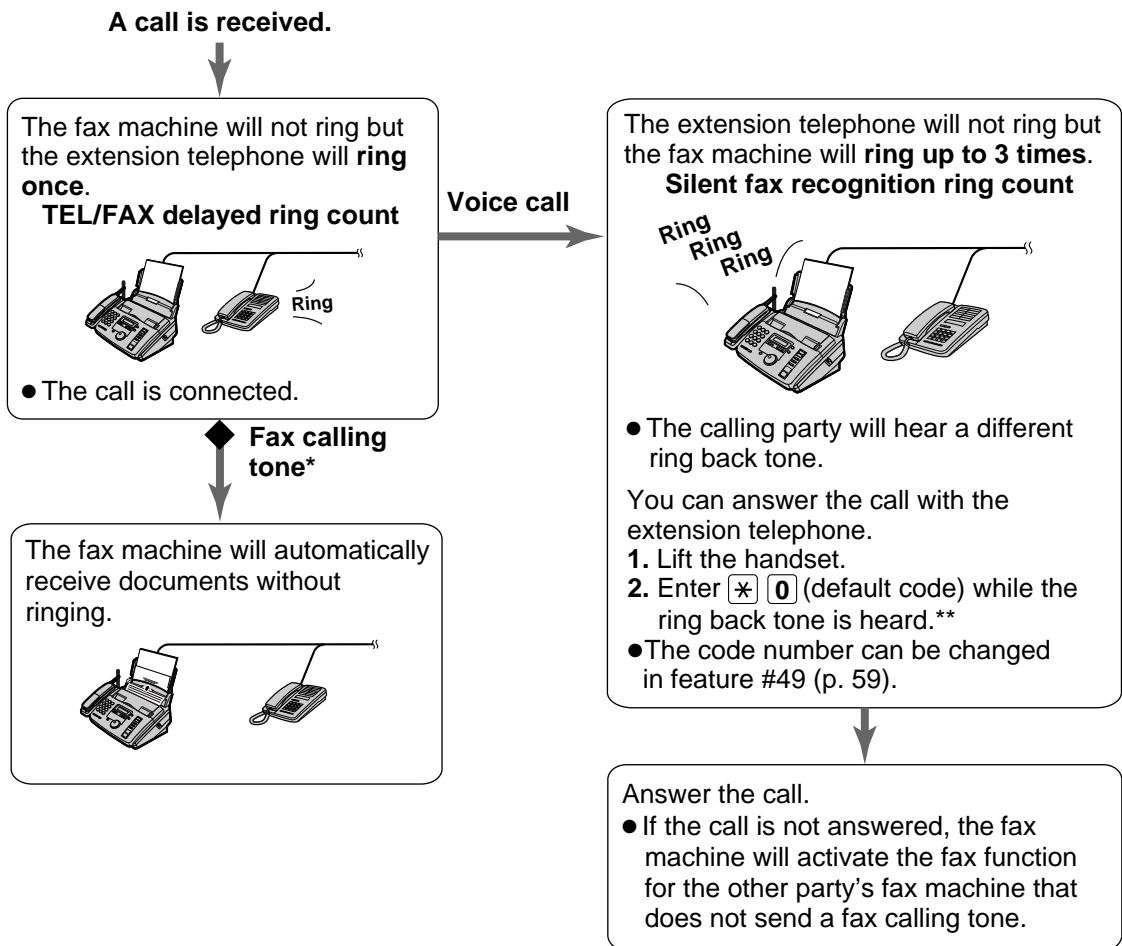 A call is received.
The fax machine will not ring but
the extension telephone will ring
once.
TEL/FAX delayed ring count
Ring
● The call is connected.
Voice call
The extension telephone will not ring but
the fax machine will ring up to 3 times.
Silent fax recognition ring count
Ring
Ring
Ring
● The calling party will hear a different
ring back tone.
You can answer the call with the
extension telephone.
1. Lift the handset.
2. Enter * 0 (default code) while the
ring back tone is heard.**
●The code number can be changed
in feature #49 (p. 59).
Fax calling
tone*
The fax machine will automatically
receive documents without
ringing.
Answer the call.
● If the call is not answered, the fax
machine will activate the fax function
for the other party’s fax machine that
does not send a fax calling tone.